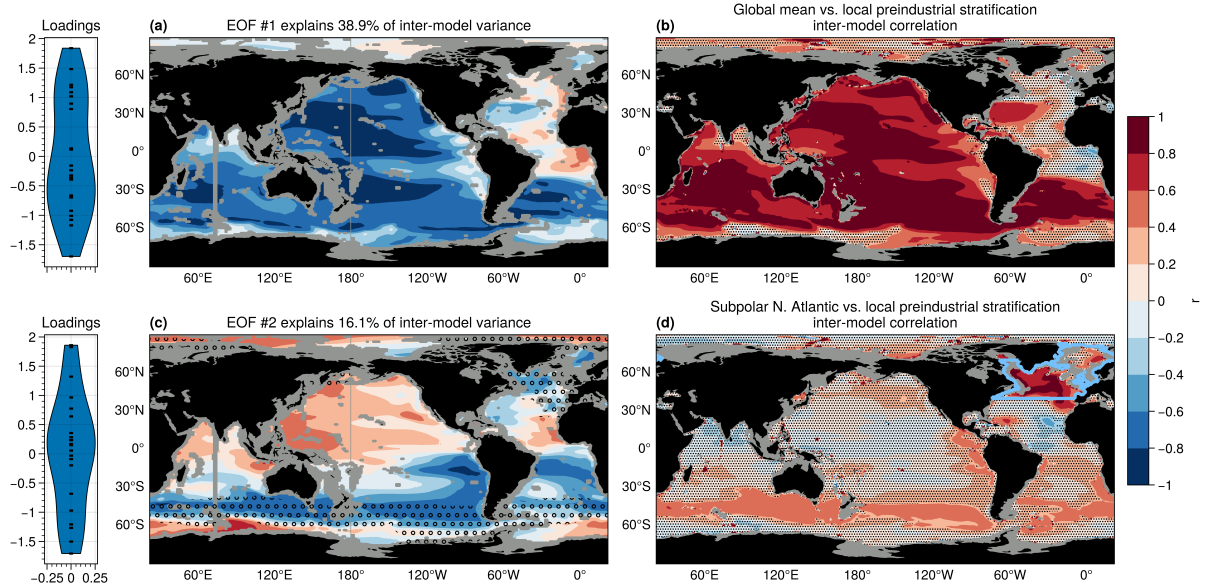 Loadings
2
1.5
1
0.5
0
−0.5
−1
−1.5
(a) EOF #1 explains 38.9% of inter-model variance
60°N
30°N
0°
30°S
60°S
60°E 120°E 180° 120°W 60°W 0°
Global mean vs. local preindustrial stratification
(b) inter-model correlation
60°E 120°E 180° 120°W 60°W 0°
60°N
30°N
0°
30°S
60°S
1
0.8
0.6
0.4
0.2
0
−0.2
−0.4
−0.6
−0.8
−1
r
Loadings
2
1.5
1
0.5
0
−0.5
−1
−1.5
−0.25 0.25
(c) EOF #2 explains 16.1% of inter-model variance
60°N
30°N
0°
30°S
60°S
60°E 120°E 180° 120°W 60°W 0°
Subpolar N. Atlantic vs. local preindustrial stratification
(d) inter-model correlation
60°N
30°N
0°
30°S
60°S
60°E 120°E 180° 120°W 60°W 0°